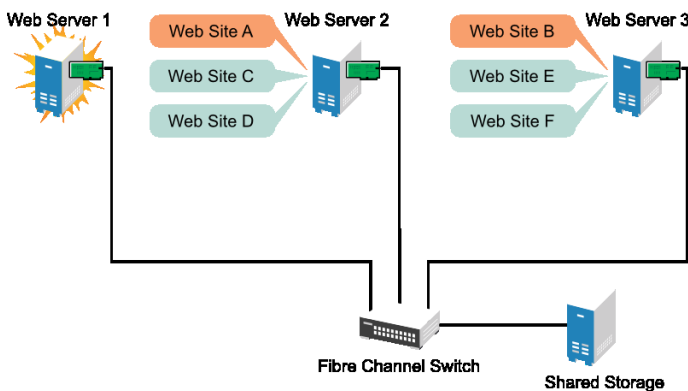 Web Server 1
Web Site A
Web Server 2
Web Site B
Web Server 3
Web Site C
Web Site E
Web Site D
Web Site F
Fibre Channel Switch
Shared Storage